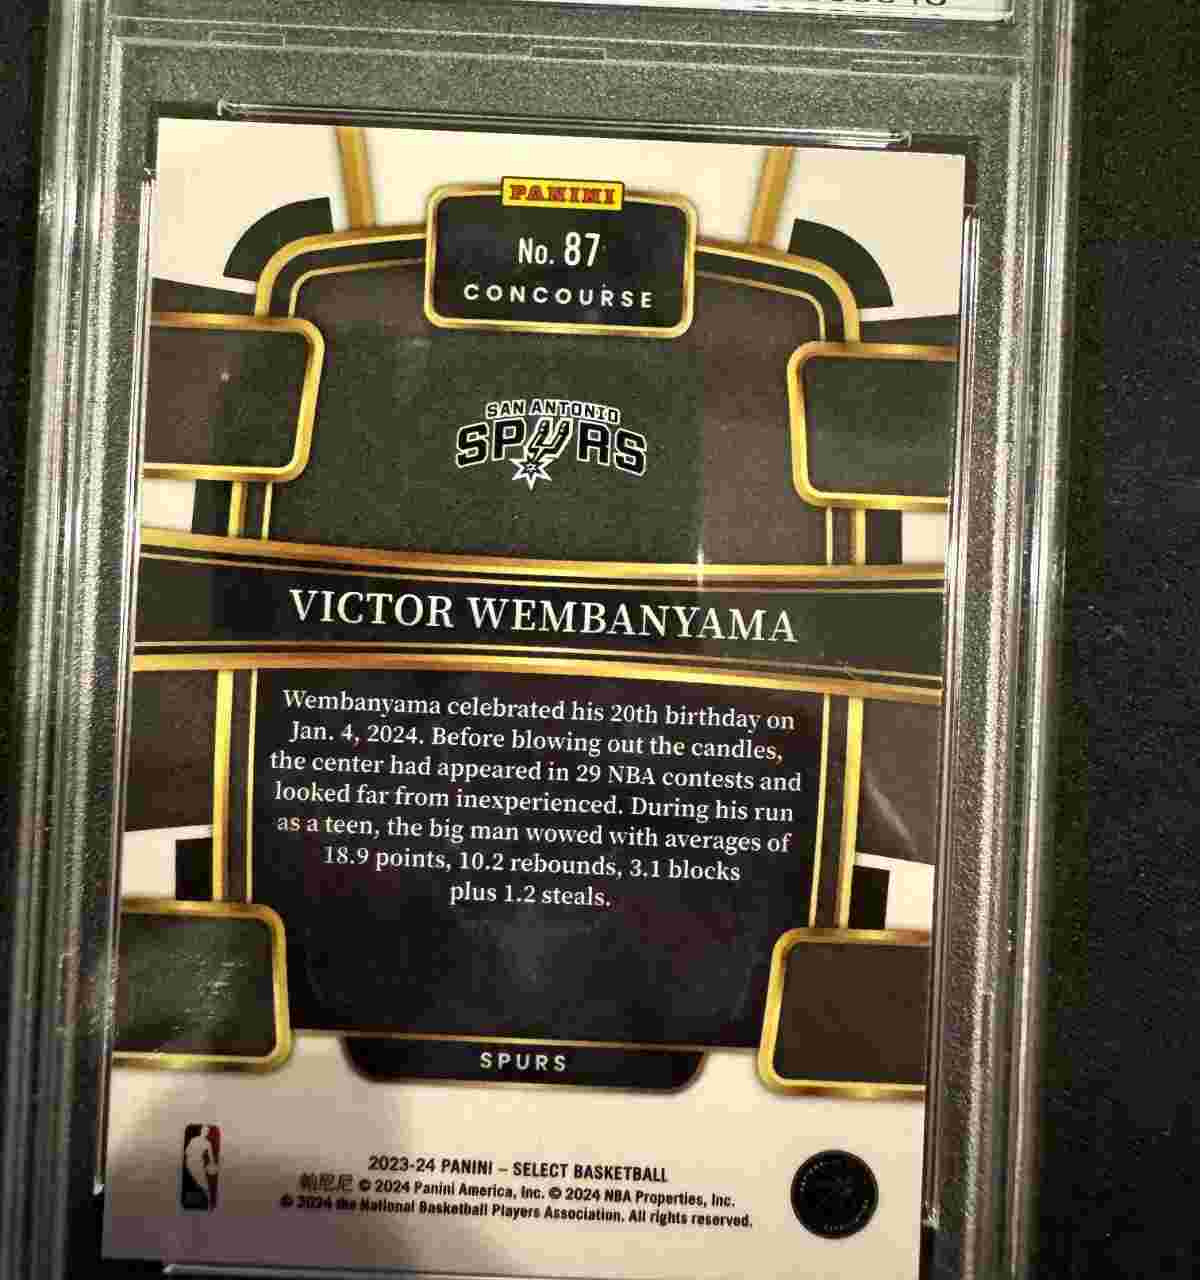 PANINI
No. 87
CONCOURSE
SAN ANTONIO
SPURS
VICTOR WEMBANYAMA
Wembanyama celebrated his 20th birthday on
Jan. 4, 2024. Before blowing out the candles,
the center had appeared in 29 NBA contests and
looked far from inexperienced. During his run
as a teen, the big man wowed with averages of
18.9 points, 10.2 rebounds, 3.1 blocks
plus 1.2 steals.
SPURS
2023-24 PANINI – SELECT BASKETBALL
帕尼尼 © 2024 Panini America, Inc. © 2024 NBA Properties, Inc.
© 2024 the National Basketball Players Association. All rights reserved.